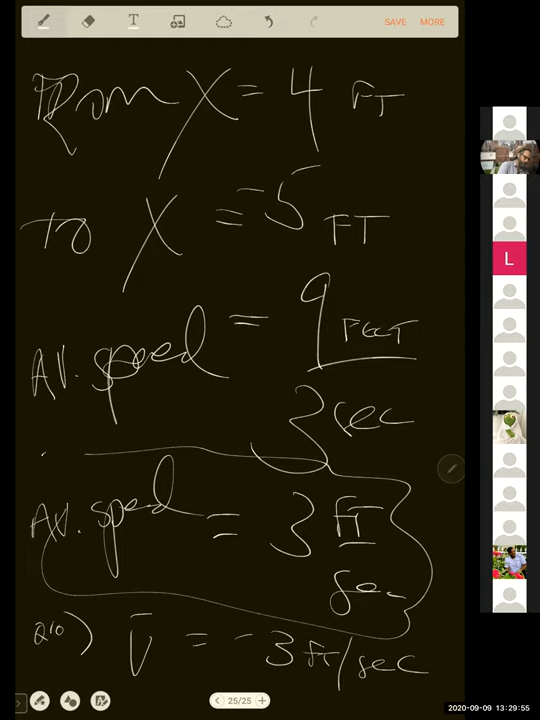 T SAVE MORE
From X = 4 FT
to X = -5 FT
AV. speed = 9 FEET
3 sec
AV. speed = 3 FT
sec
Q10) V̄ = -3 ft/sec
L
25/25
2020-09-09 13:29:55